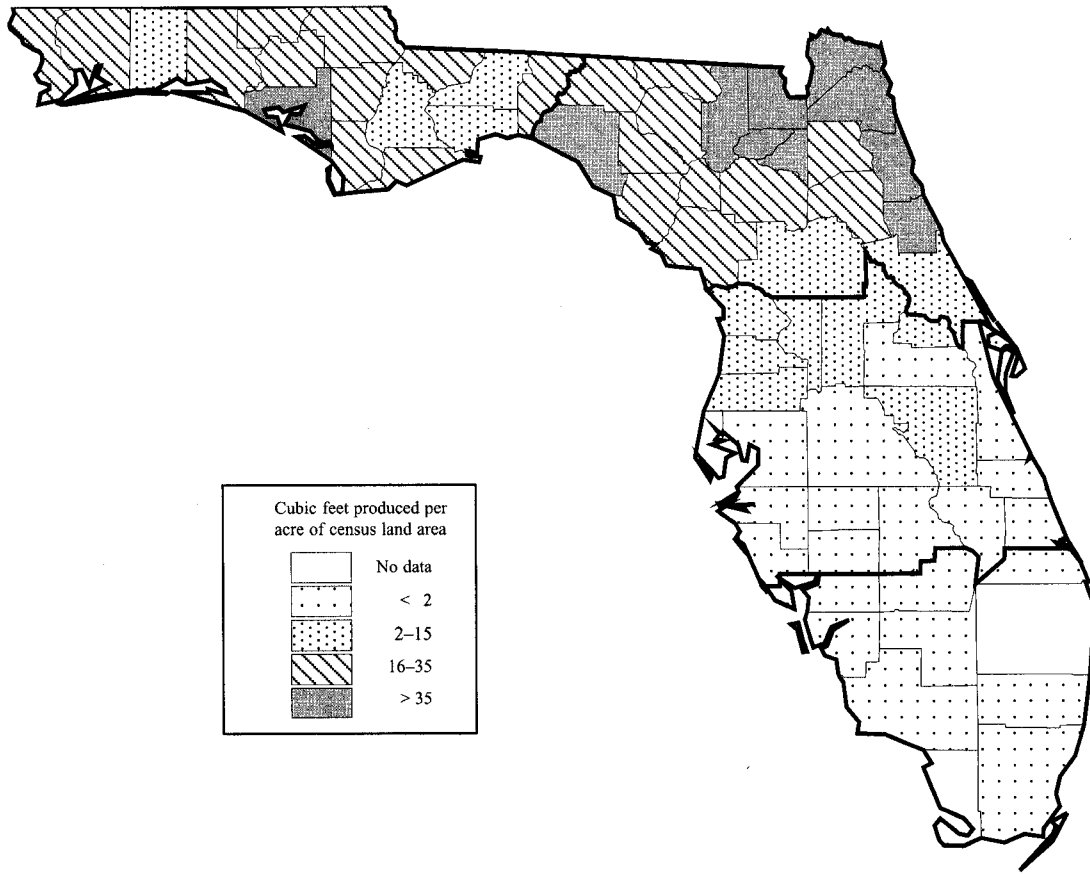 Cubic feet produced per
acre of census land area
No data
< 2
2–15
16–35
> 35